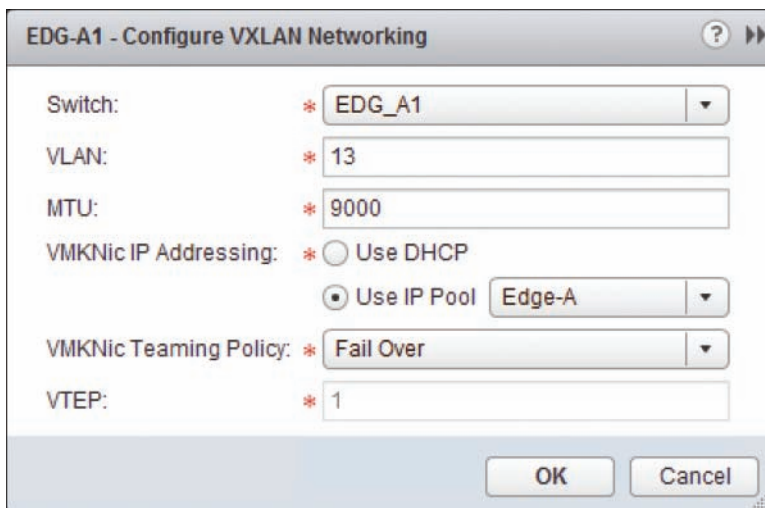 EDG-A1 - Configure VXLAN Networking
?
Switch: * EDG_A1
VLAN: * 13
MTU: * 9000
VMKNic IP Addressing: * Use DHCP
Use IP Pool Edge-A
VMKNic Teaming Policy: * Fail Over
VTEP: * 1
OK Cancel